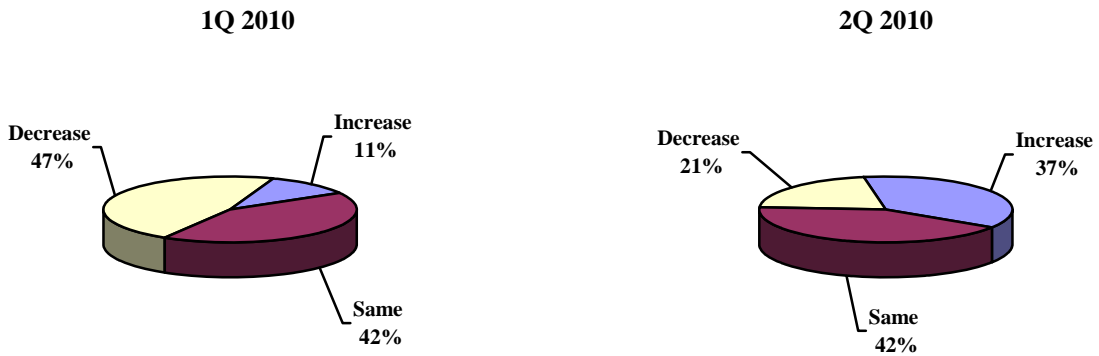 1Q 2010
Decrease
47%
Increase
11%
Same
42%
2Q 2010
Decrease
21%
Increase
37%
Same
42%